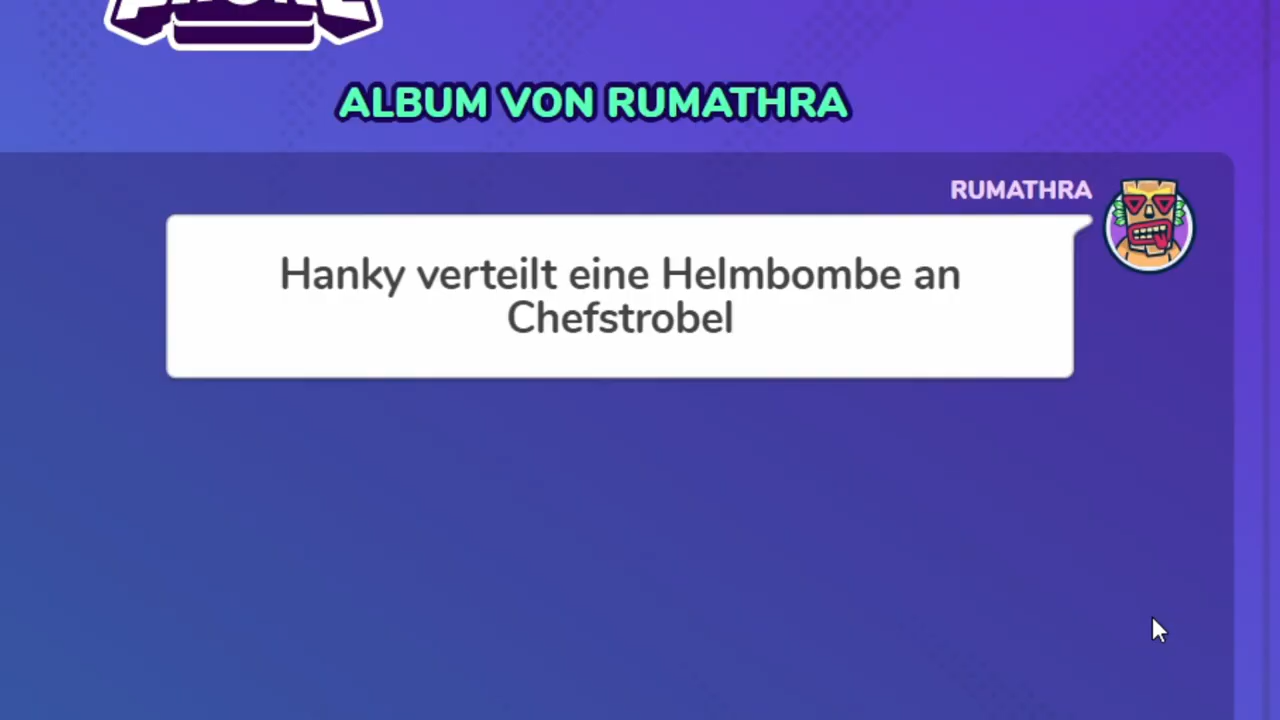 ALBUM VON RUMATHRA
RUMATHRA
Hanky verteilt eine Helmbombe an
Chefstrobel